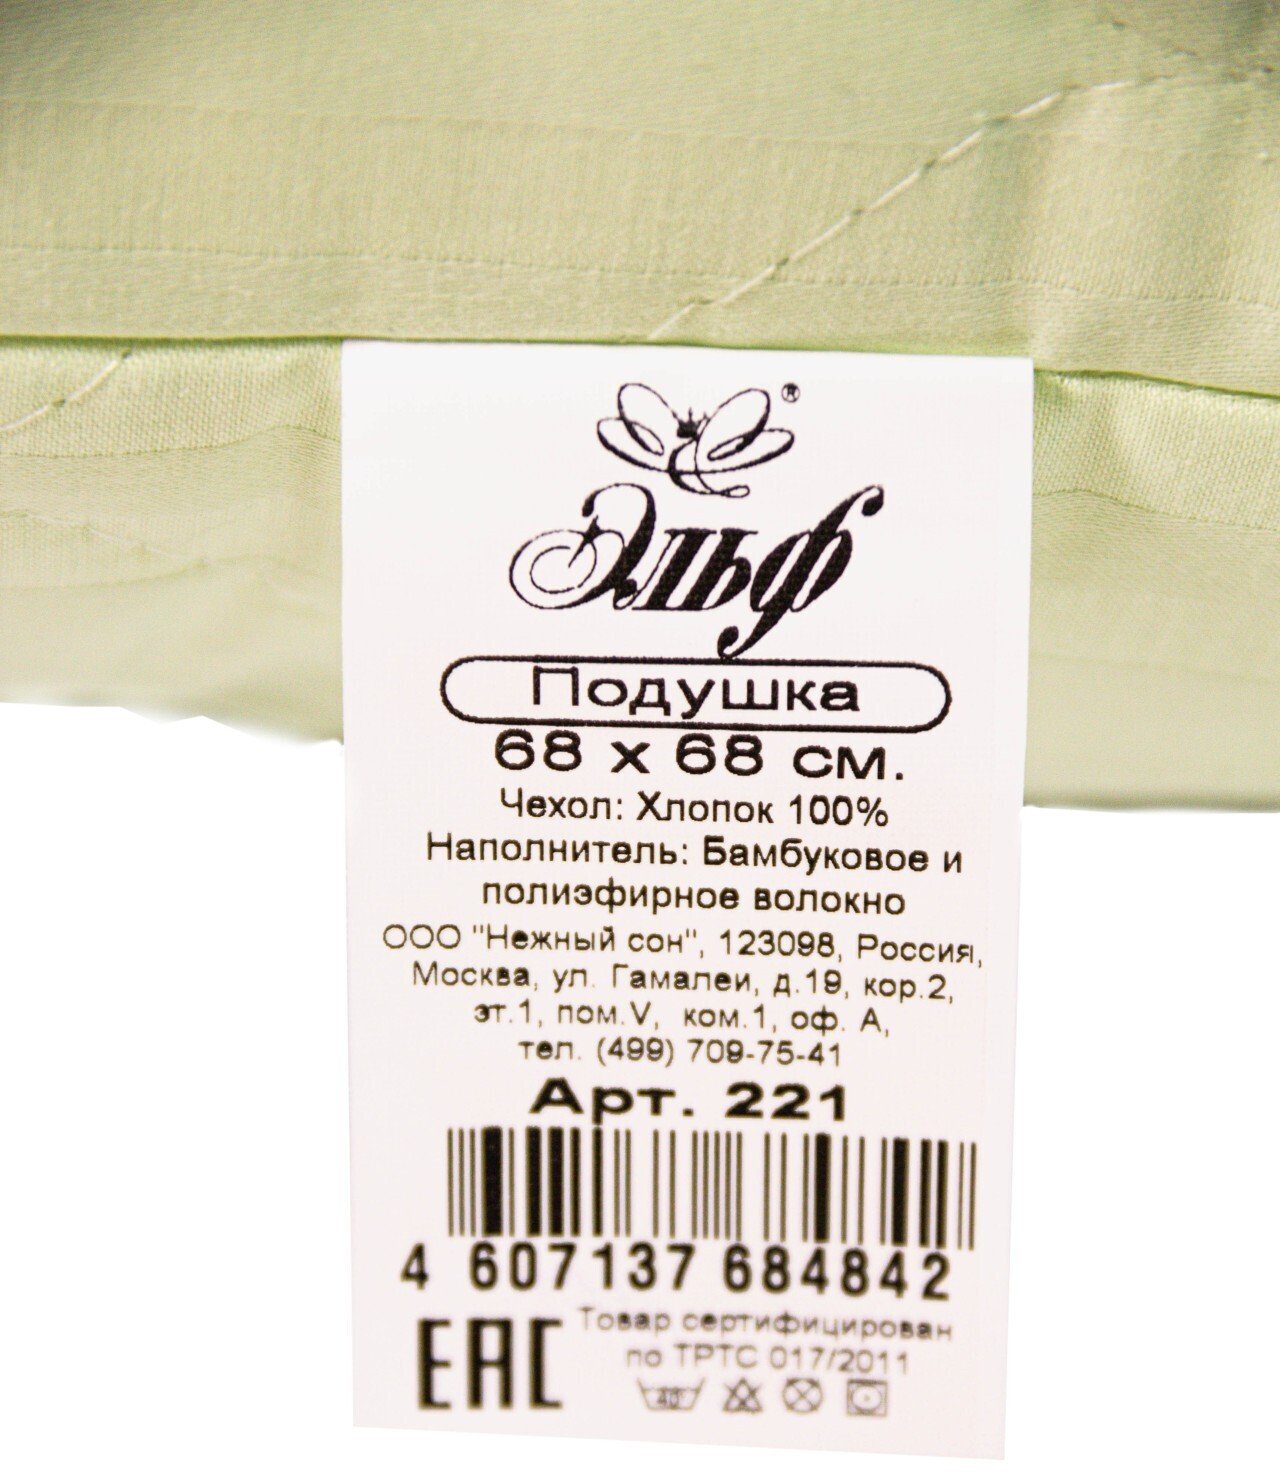 ®
Эльф
Подушка
68 х 68 см.
Чехол: Хлопок 100%
Наполнитель: Бамбуковое и
полиэфирное волокно
ООО "Нежный сон", 123098, Россия,
Москва, ул. Гамалеи, д.19, кор.2,
эт.1, пом.V, ком.1, оф. А,
тел. (499) 709-75-41
Арт. 221
4 607137 684842
ЕАС
Товар сертифицирован
по ТРТС 017/2011
40